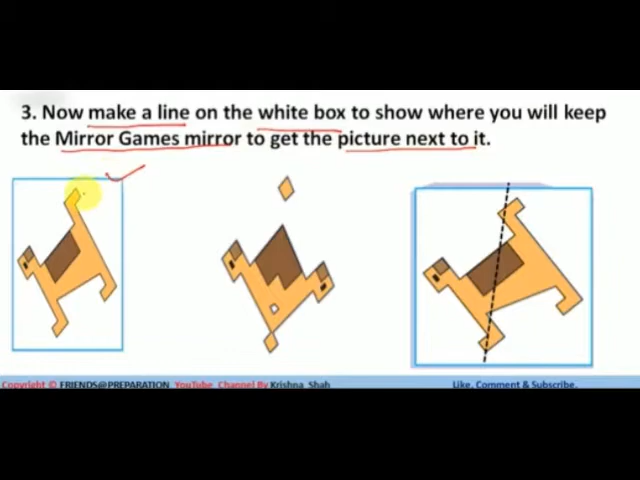 3. Now make a line on the white box to show where you will keep
the Mirror Games mirror to get the picture next to it.
Copyright © FRIENDS@PREPARATION YouTube Channel By Krishna Shah
Like, Comment & Subscribe.